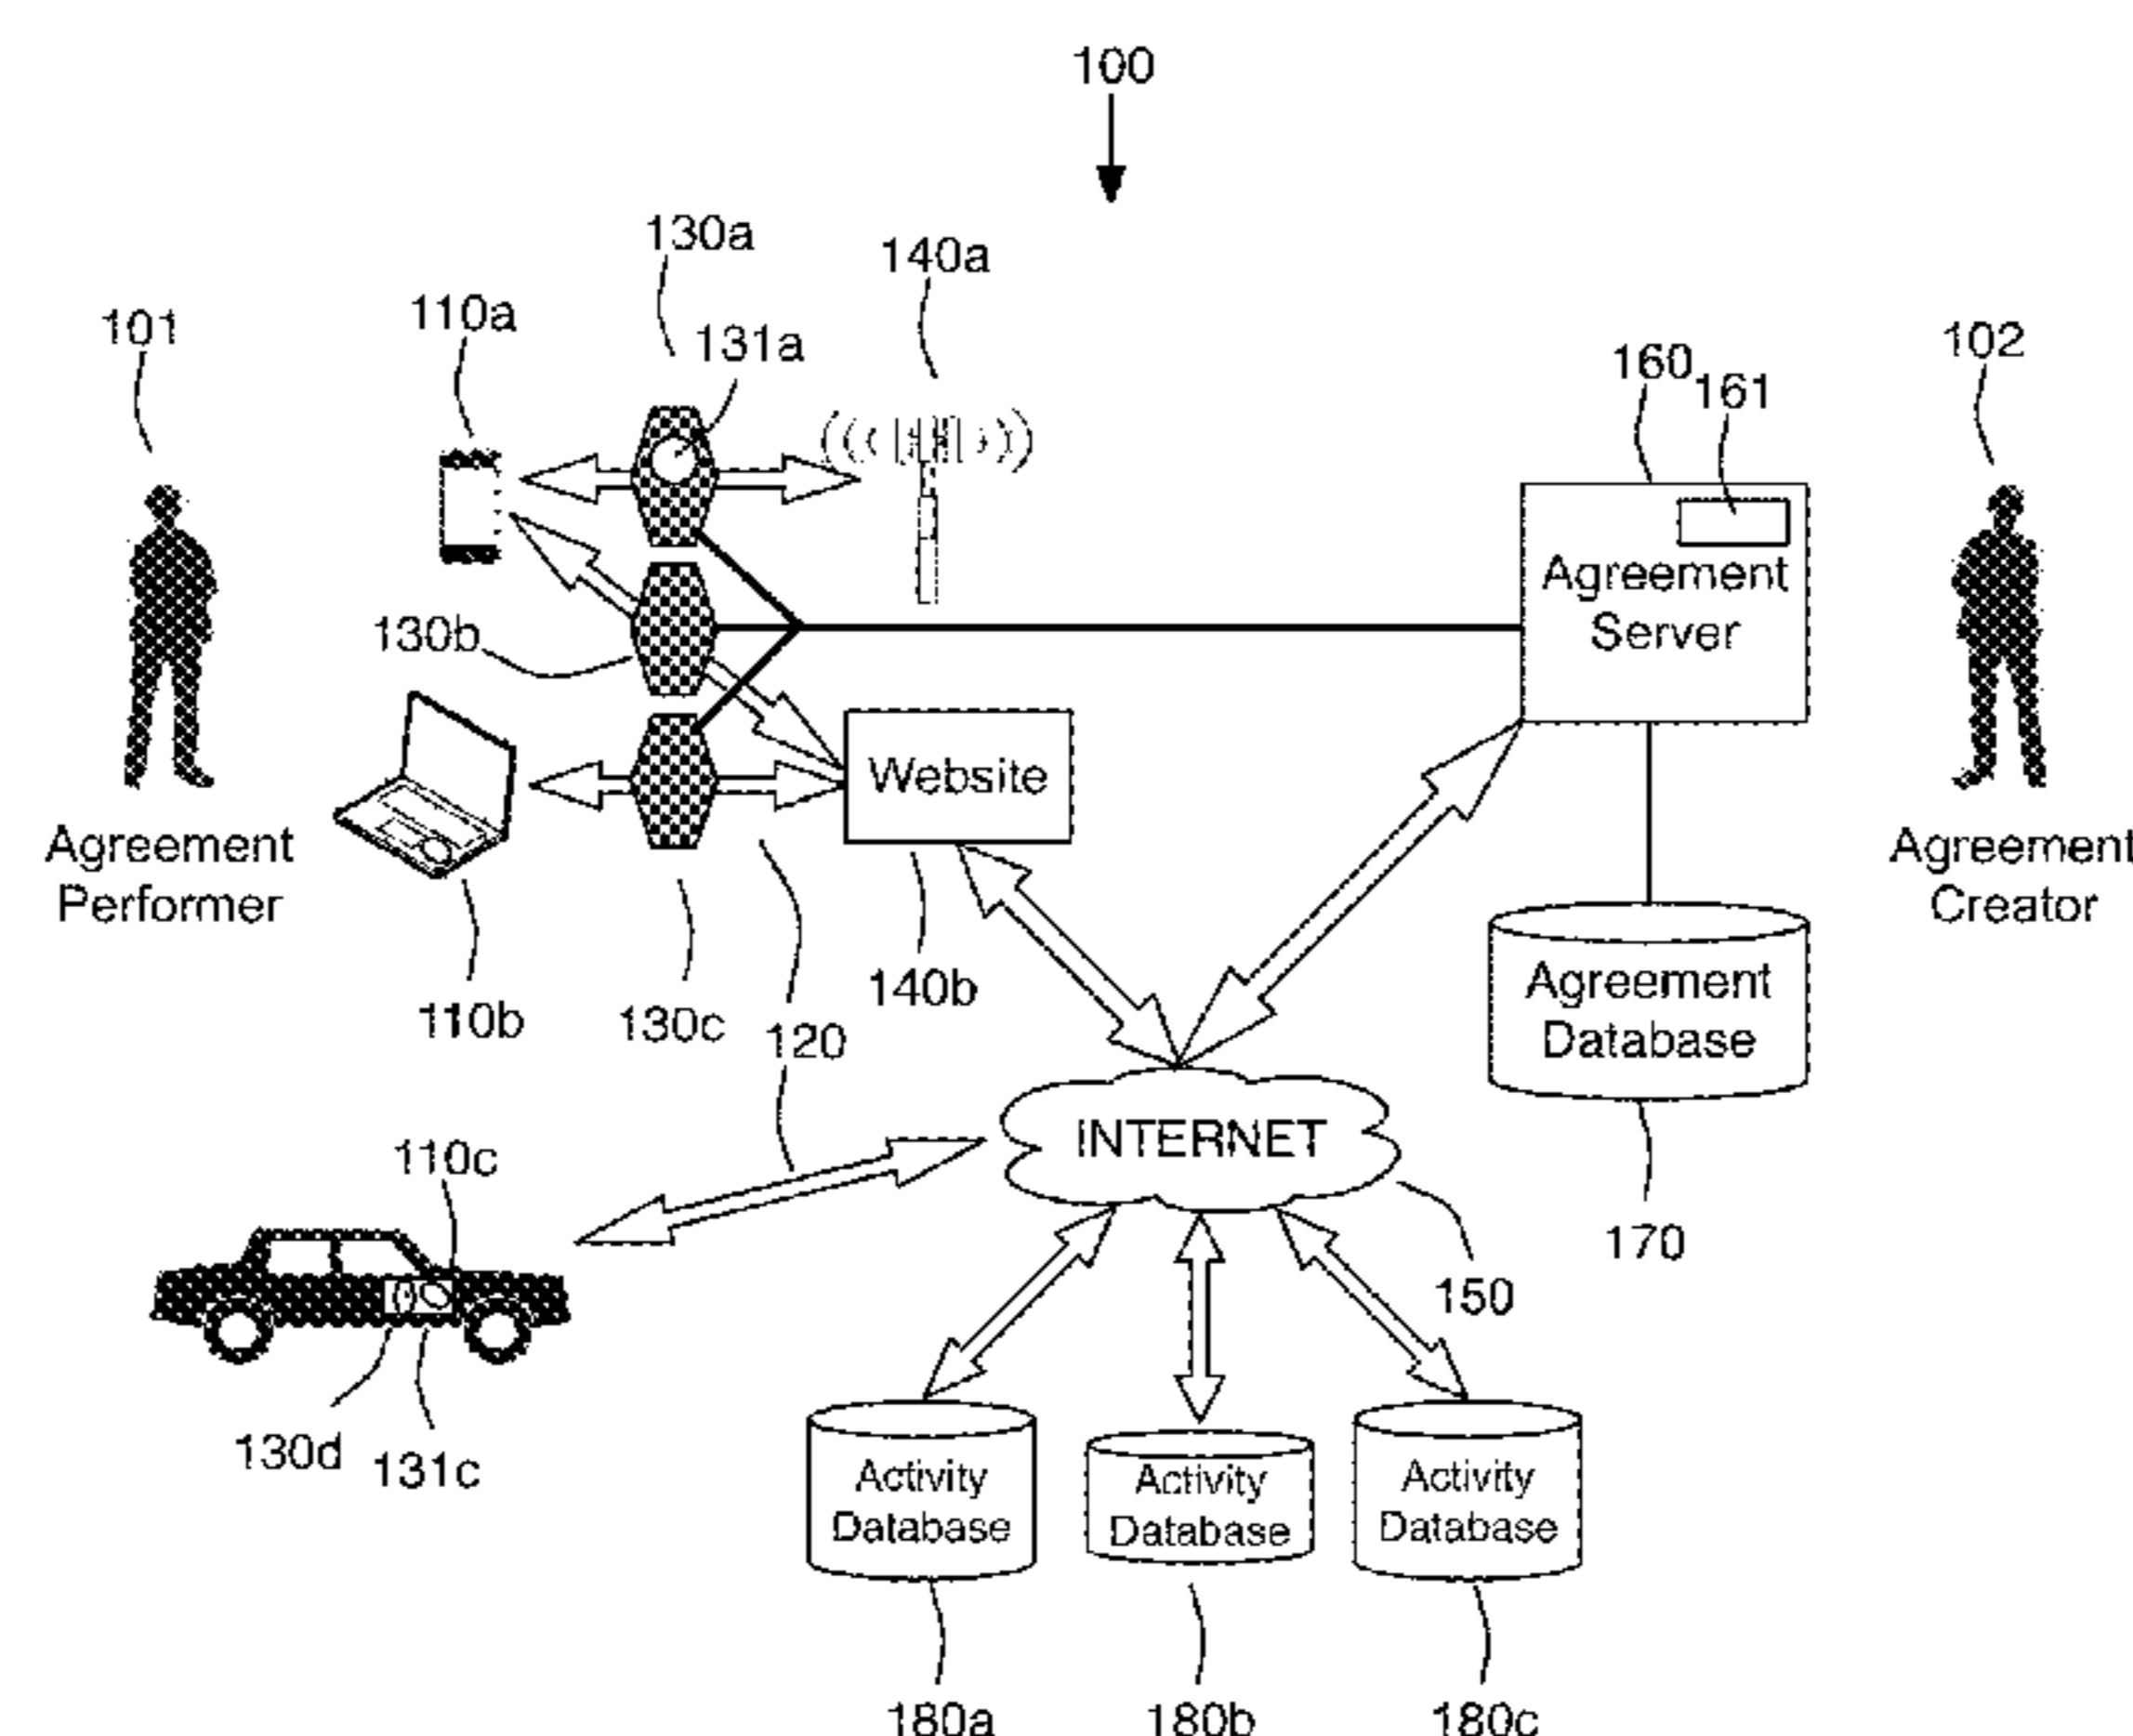 100
130a
140a
110a
101
131a
102
160
161
Agreement
Server
130b
Website
Agreement
Performer
Agreement
Creator
140b
Agreement
Database
110b
130c
120
INTERNET
110c
170
150
130d
131c
Activity
Database
Activity
Database
Activity
Database
180a
180b
180c